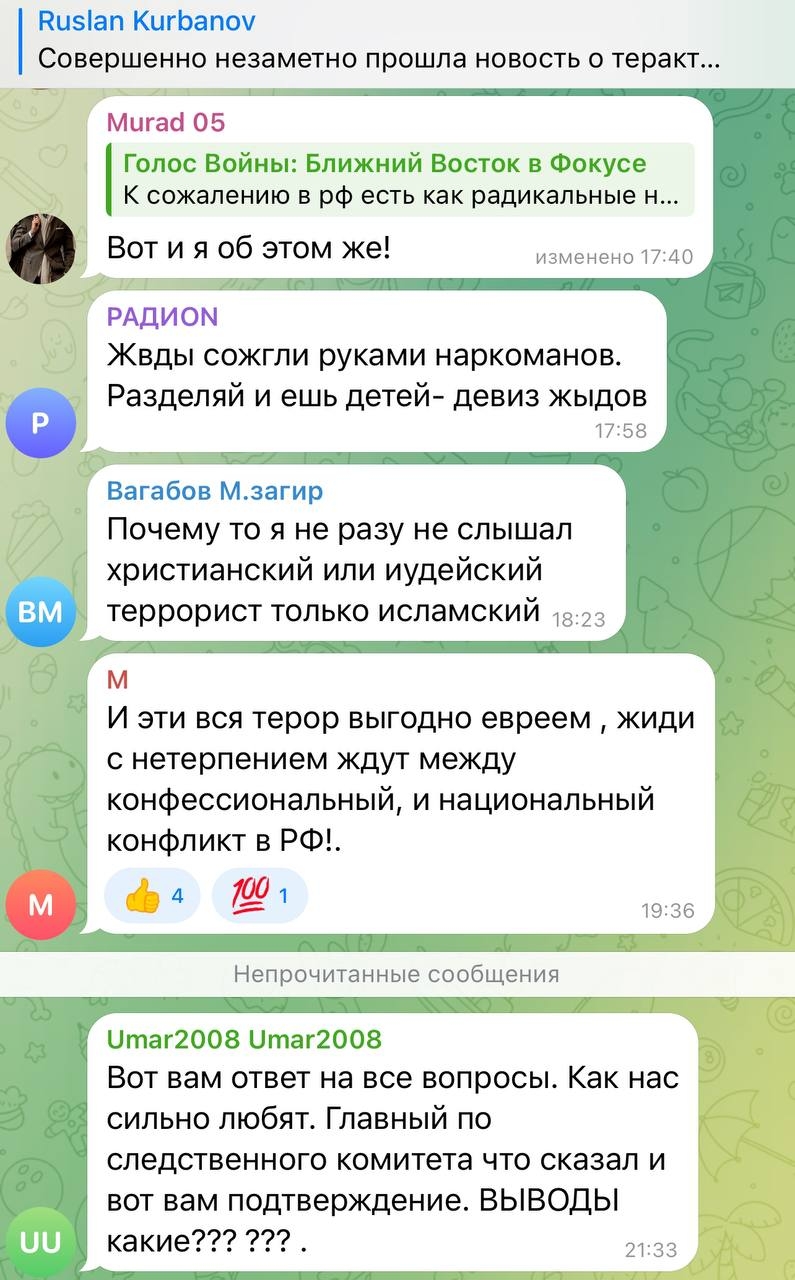 Ruslan Kurbanov
Совершенно незаметно прошла новость о теракт...
Murad 05
Голос Войны: Ближний Восток в Фокусе
К сожалению в рф есть как радикальные н...
Вот и я об этом же!
изменено 17:40
РАДИОN
Жвды сожгли руками наркоманов.
Разделяй и ешь детей- девиз жыдов
17:58
Р
Вагабов М.загир
Почему то я не разу не слышал
христианский или иудейский
террорист только исламский 18:23
ВМ
М
И эти вся терор выгодно евреем , жиди
с нетерпением ждут между
конфессиональный, и национальный
конфликт в РФ!.
👍 4 💯 1
19:36
М
Непрочитанные сообщения
Umar2008 Umar2008
Вот вам ответ на все вопросы. Как нас
сильно любят. Главный по
следственного комитета что сказал и
вот вам подтверждение. ВЫВОДЫ
какие??? ??? .
21:33
UU